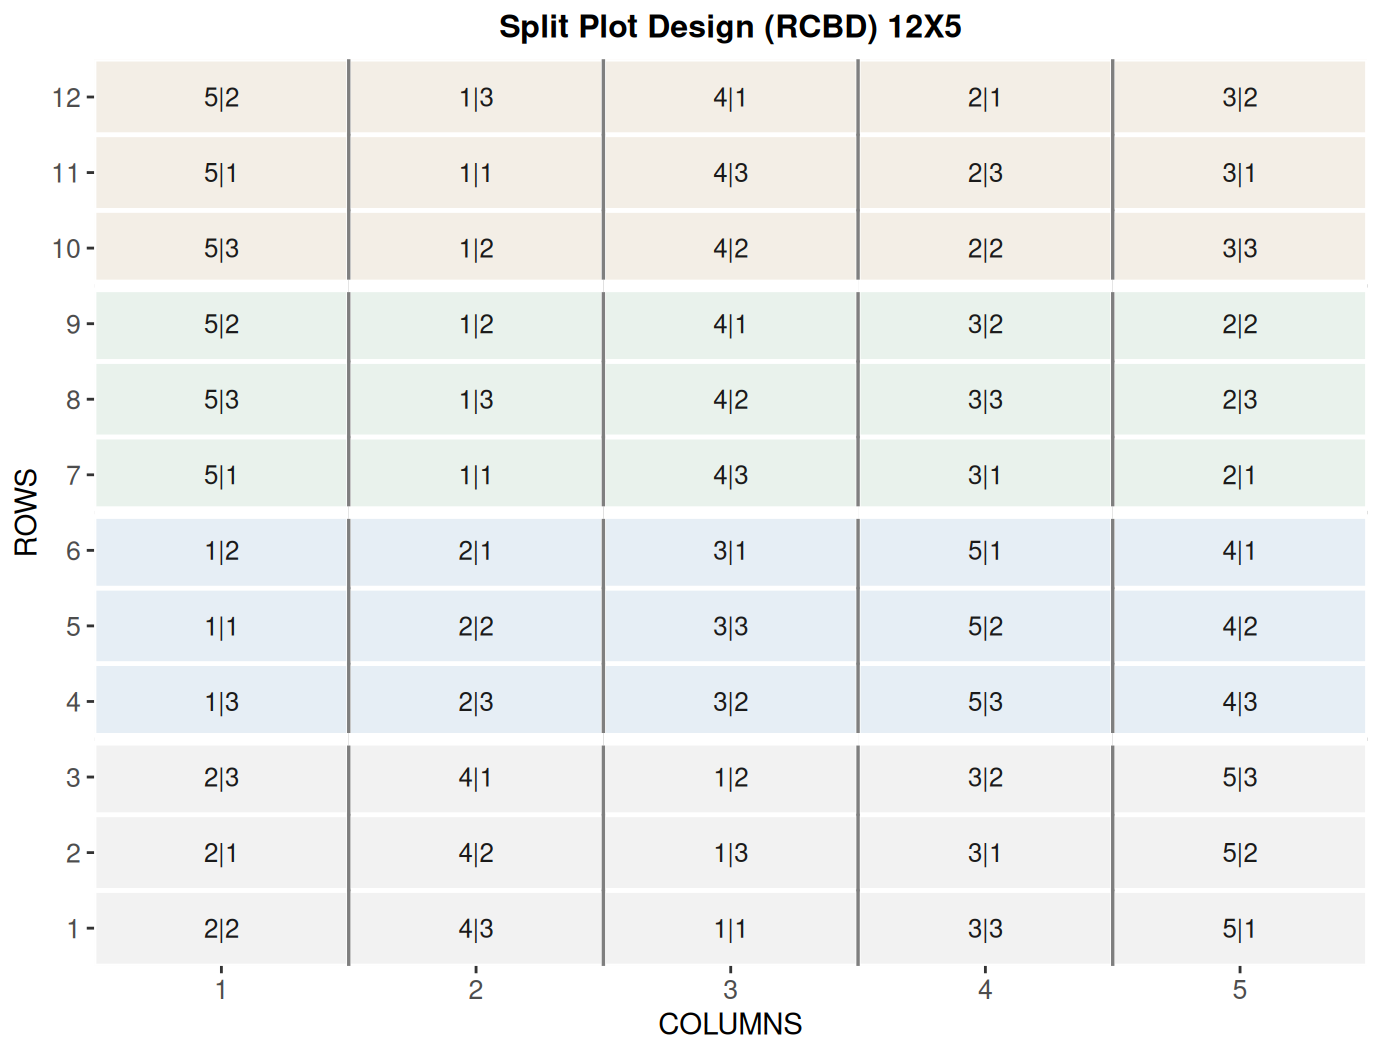 Split Plot Design (RCBD) 12X5
12 5|2 1|3 4|1 2|1 3|2
11 5|1 1|1 4|3 2|3 3|1
10 5|3 1|2 4|2 2|2 3|3
9 5|2 1|2 4|1 3|2 2|2
8 5|3 1|3 4|2 3|3 2|3
7 5|1 1|1 4|3 3|1 2|1
ROWS
6 1|2 2|1 3|1 5|1 4|1
5 1|1 2|2 3|3 5|2 4|2
4 1|3 2|3 3|2 5|3 4|3
3 2|3 4|1 1|2 3|2 5|3
2 2|1 4|2 1|3 3|1 5|2
1 2|2 4|3 1|1 3|3 5|1
1 2 3 4 5
COLUMNS